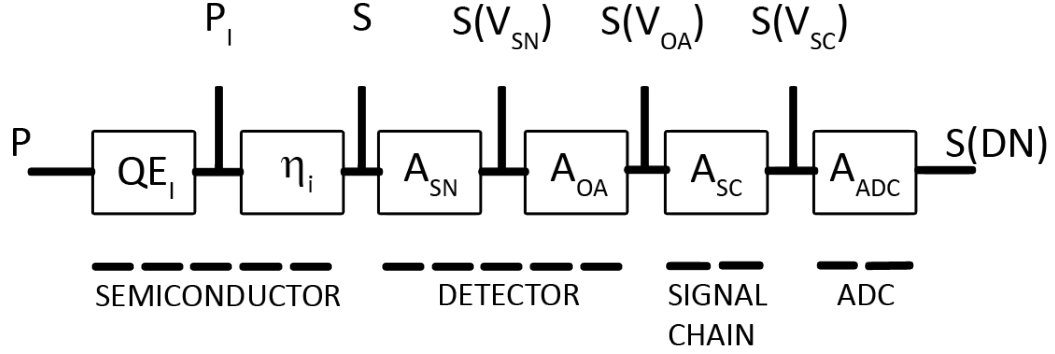 P_I S S(V_SN) S(V_OA) S(V_SC)
P QE_I η_i A_SN A_OA A_SC A_ADC S(DN)
SEMICONDUCTOR DETECTOR SIGNAL ADC
CHAIN